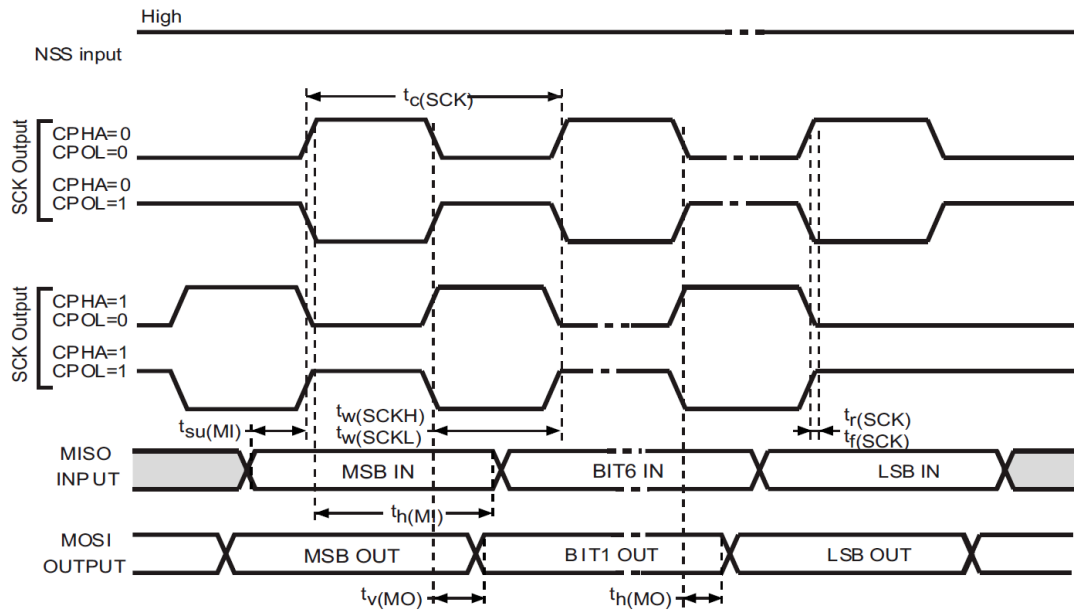 High
NSS input
tc(SCK)
SCK Output
CPHA=0
CPOL=0
CPHA=0
CPOL=1
SCK Output
CPHA=1
CPOL=0
CPHA=1
CPOL=1
tsu(MI)
tw(SCKH)
tw(SCKL)
tr(SCK)
tf(SCK)
MISO
INPUT
MSB IN
BIT6 IN
LSB IN
th(MI)
MOSI
OUTPUT
MSB OUT
BIT1 OUT
LSB OUT
tv(MO)
th(MO)